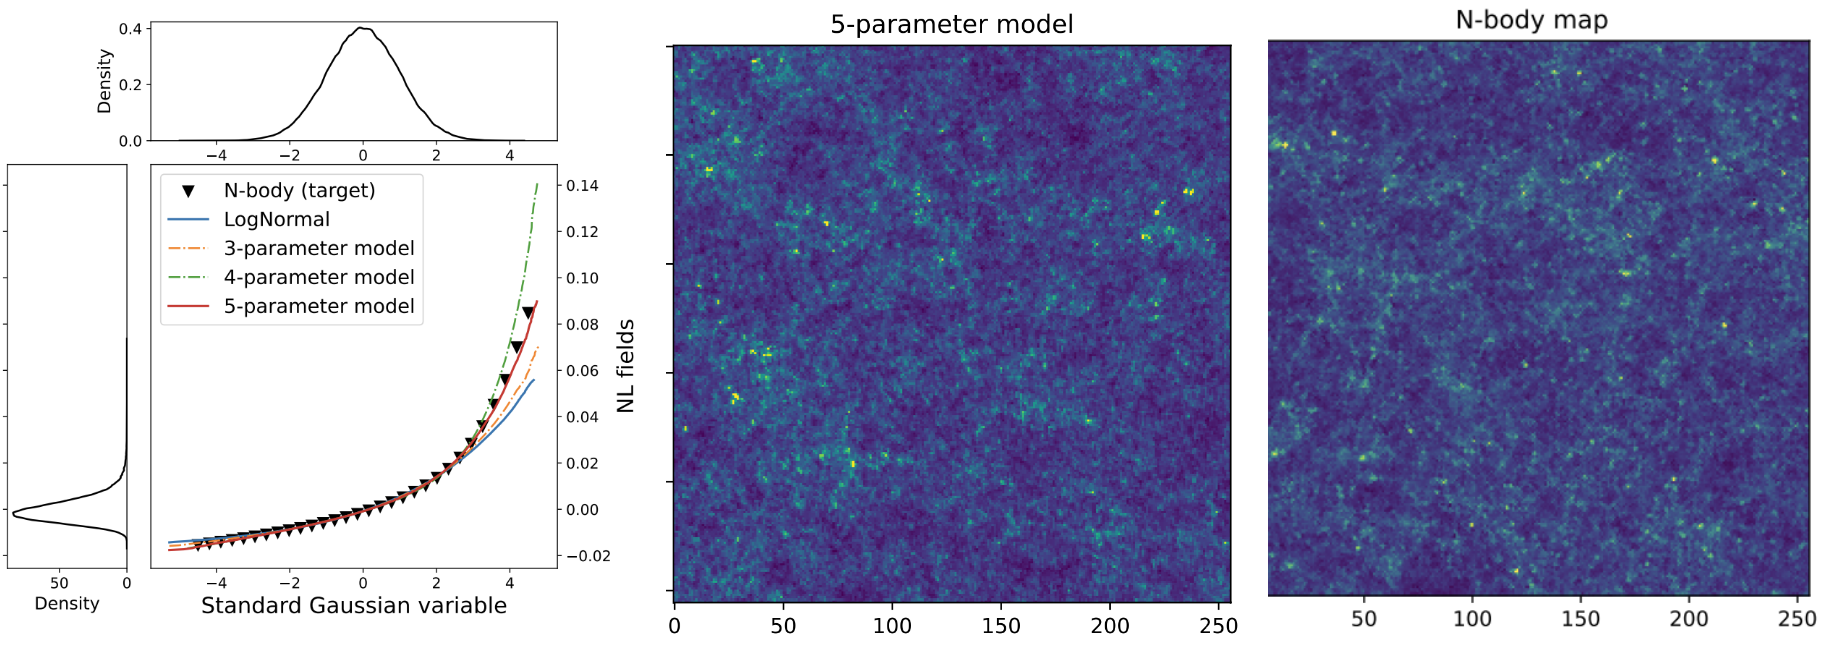 0.4
0.2
0.0
Density
−4 −2 0 2 4
N-body (target)
LogNormal
3-parameter model
4-parameter model
5-parameter model
0.14
0.12
0.10
0.08
0.06
0.04
0.02
0.00
−0.02
NL fields
50 0
Density
−4 −2 0 2 4
Standard Gaussian variable
5-parameter model
0 50 100 150 200 250
N-body map
50 100 150 200 250